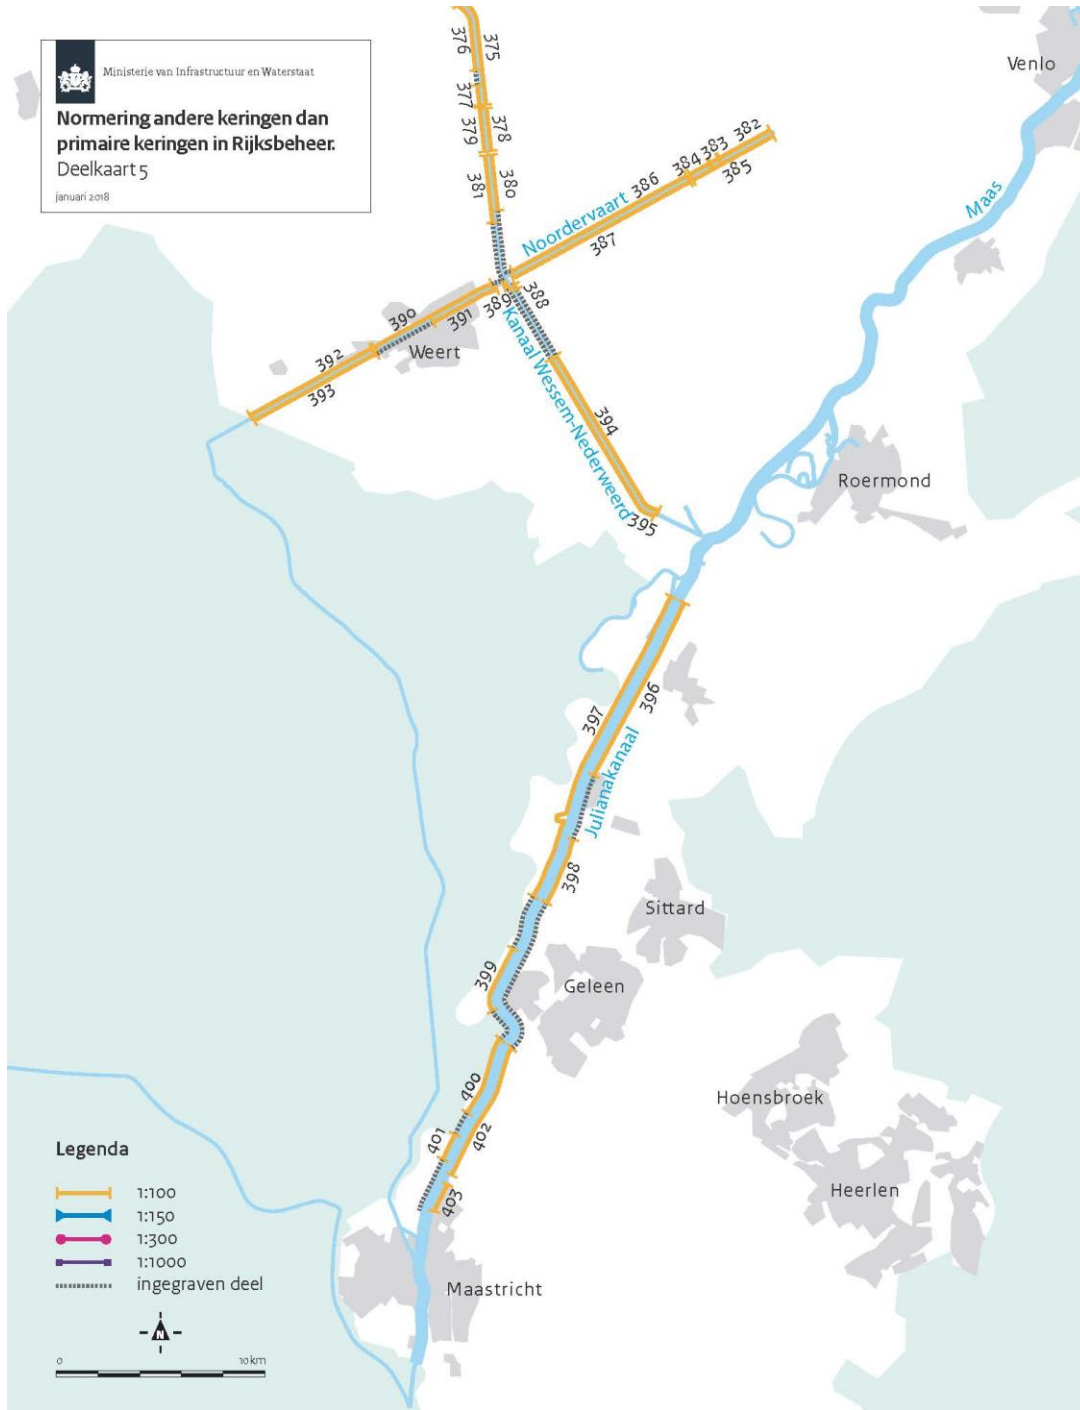 Ministerie van Infrastructuur en Waterstaat
Normering andere keringen dan
primaire keringen in Rijksbeheer.
Deelkaart 5
januari 2018
Venlo
376
375
377
378
379
380
381
382
383
384
385
386
387
Noordervaart
Maas
388
389
390
391
392
393
Weert
Kanaal Wessem-Nederweerd
394
395
Roermond
396
397
Julianakanaal
398
Sittard
399
Geleen
400
401
402
403
Hoensbroek
Heerlen
Maastricht
Legenda
1:100
1:150
1:300
1:1000
ingegraven deel
N
0 10 km